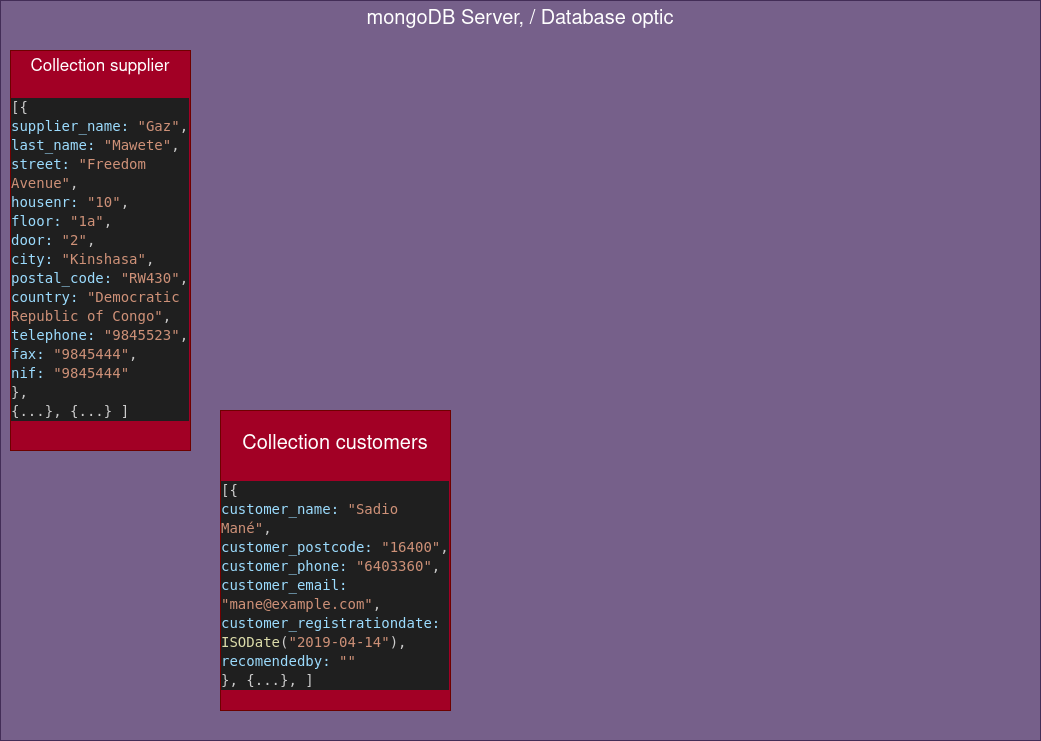 mongoDB Server, / Database optic
Collection supplier
[{
supplier_name: "Gaz",
last_name: "Mawete",
street: "Freedom
Avenue",
housenr: "10",
floor: "1a",
door: "2",
city: "Kinshasa",
postal_code: "RW430",
country: "Democratic
Republic of Congo",
telephone: "9845523",
fax: "9845444",
nif: "9845444"
},
{...}, {...} ]
Collection customers
[{
customer_name: "Sadio
Mané",
customer_postcode: "16400",
customer_phone: "6403360",
customer_email:
"mane@example.com",
customer_registrationdate:
ISODate("2019-04-14"),
recomendedby: ""
}, {...}, ]